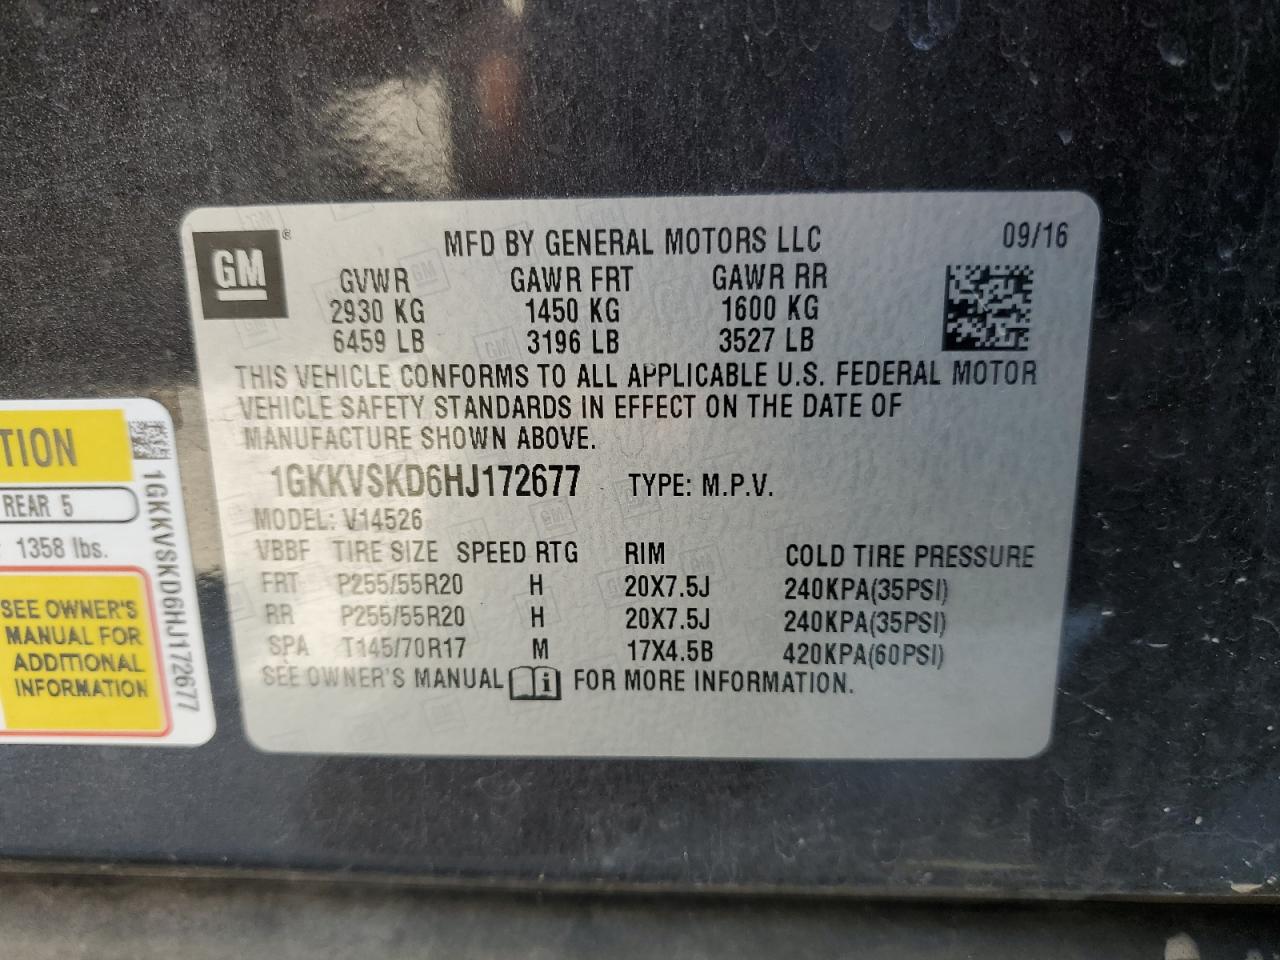 GM®
MFD BY GENERAL MOTORS LLC
09/16
GVWR GAWR FRT GAWR RR
2930 KG 1450 KG 1600 KG
6459 LB 3196 LB 3527 LB
THIS VEHICLE CONFORMS TO ALL APPLICABLE U.S. FEDERAL MOTOR
VEHICLE SAFETY STANDARDS IN EFFECT ON THE DATE OF
MANUFACTURE SHOWN ABOVE.
1GKKVSKD6HJ172677 TYPE: M.P.V.
MODEL: V14526
VBBF TIRE SIZE SPEED RTG RIM COLD TIRE PRESSURE
FRT P255/55R20 H 20X7.5J 240KPA(35PSI)
RR P255/55R20 H 20X7.5J 240KPA(35PSI)
SPA T145/70R17 M 17X4.5B 420KPA(60PSI)
SEE OWNER'S MANUAL i FOR MORE INFORMATION.
TION
REAR 5
1358 lbs.
SEE OWNER'S
MANUAL FOR
ADDITIONAL
INFORMATION
1GKKVSKD6HJ172677